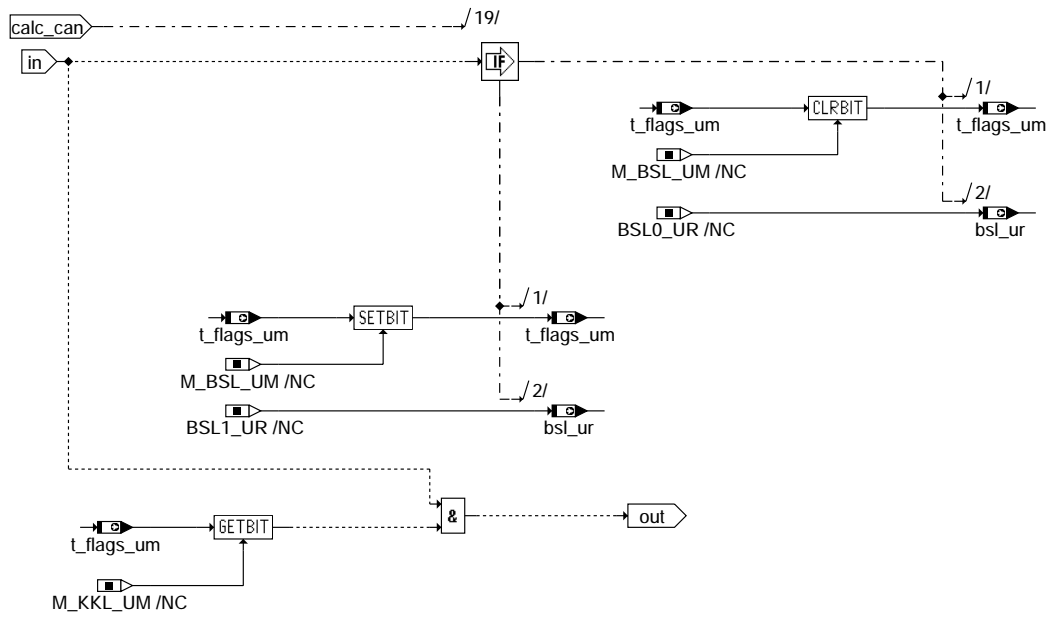 calc_can
19/
in
IF
1/
t_flags_um
CLRBIT
t_flags_um
M_BSL_UM /NC
2/
BSL0_UR /NC
bsl_ur
1/
t_flags_um
SETBIT
t_flags_um
M_BSL_UM /NC
2/
BSL1_UR /NC
bsl_ur
&
out
t_flags_um
GETBIT
M_KKL_UM /NC